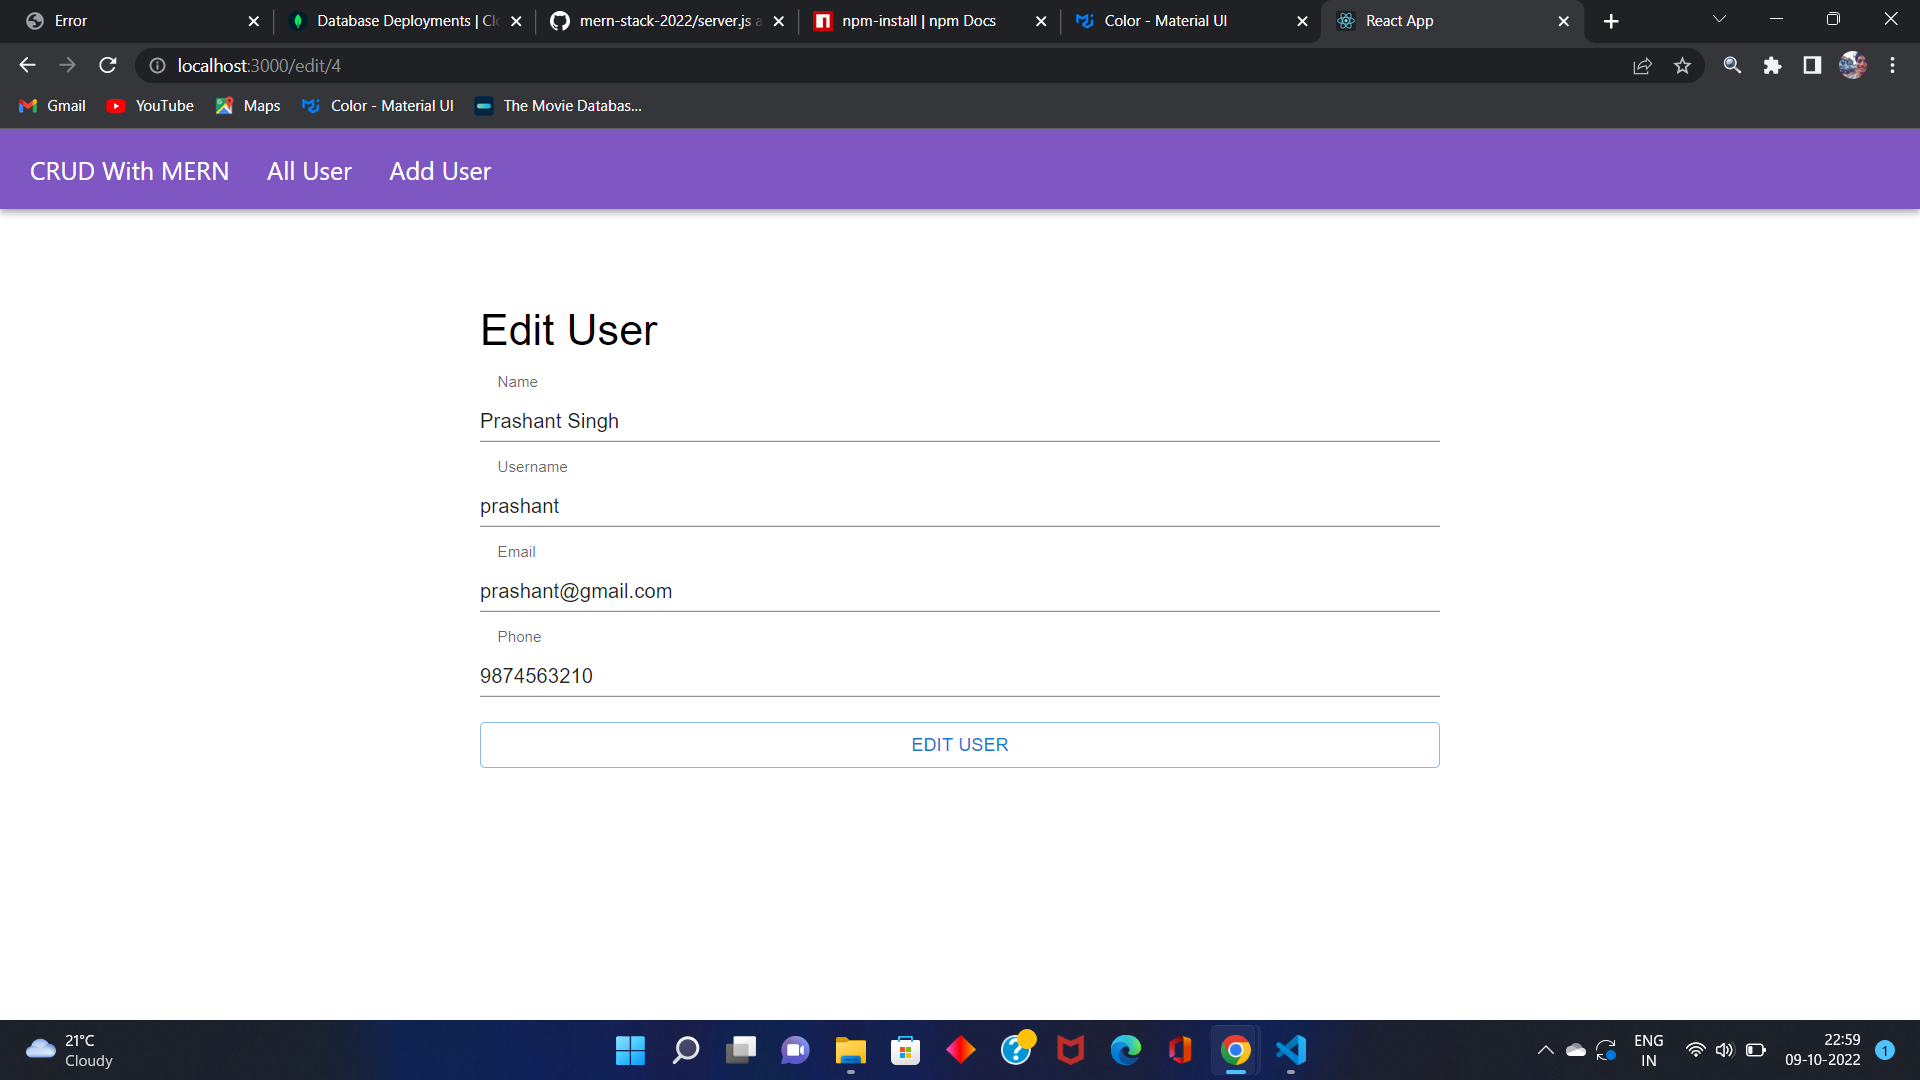 Error
Database Deployments | Clo
mern-stack-2022/server.js a
npm-install | npm Docs
Color - Material UI
React App
localhost:3000/edit/4
Gmail
YouTube
Maps
Color - Material UI
The Movie Databas...
CRUD With MERN
All User
Add User
Edit User
Name
Prashant Singh
Username
prashant
Email
prashant@gmail.com
Phone
9874563210
EDIT USER
21°C
Cloudy
ENG
IN
22:59
09-10-2022
1